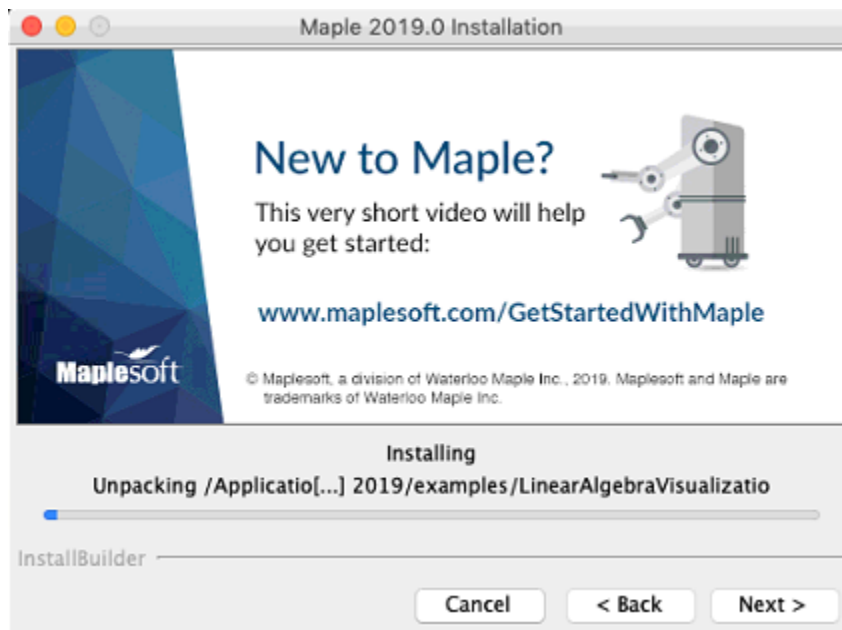 Maple 2019.0 Installation
New to Maple?
This very short video will help
you get started:
www.maplesoft.com/GetStartedWithMaple
Maplesoft
© Maplesoft, a division of Waterloo Maple Inc., 2019. Maplesoft and Maple are
trademarks of Waterloo Maple Inc.
Installing
Unpacking /Applicatio[...] 2019/examples/LinearAlgebraVisualizatio
InstallBuilder
Cancel
< Back
Next >